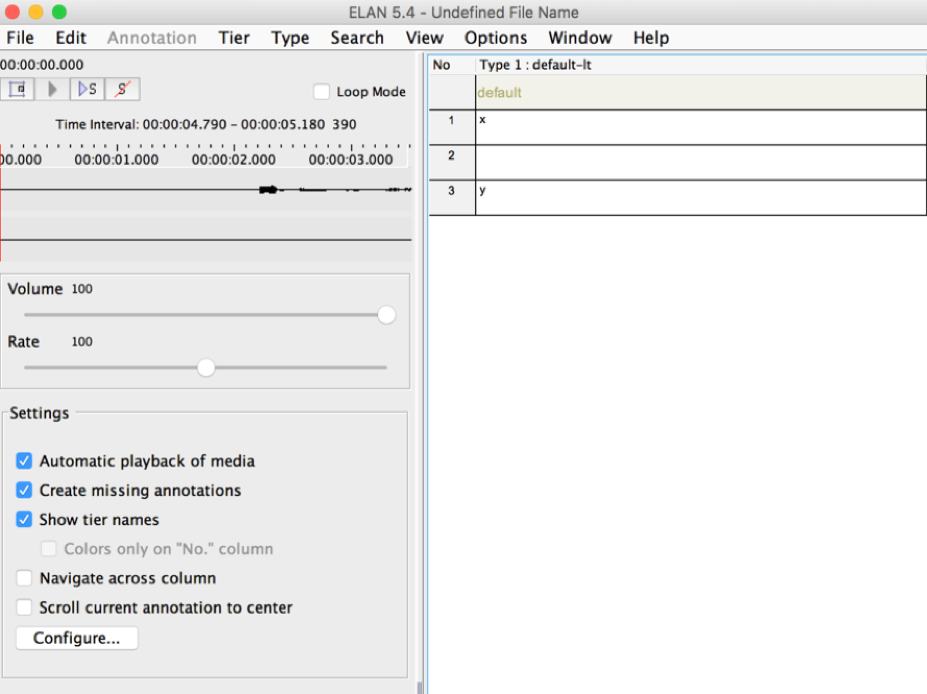 ELAN 5.4 - Undefined File Name
File Edit Annotation Tier Type Search View Options Window Help
00:00:00.000
S S
Loop Mode
Time Interval: 00:00:04.790 - 00:00:05.180 390
00.000 00:00:01.000 00:00:02.000 00:00:03.000
Volume 100
Rate 100
Settings
Automatic playback of media
Create missing annotations
Show tier names
Colors only on "No." column
Navigate across column
Scroll current annotation to center
Configure...
No Type 1 : default-lt
default
1 x
2
3 y